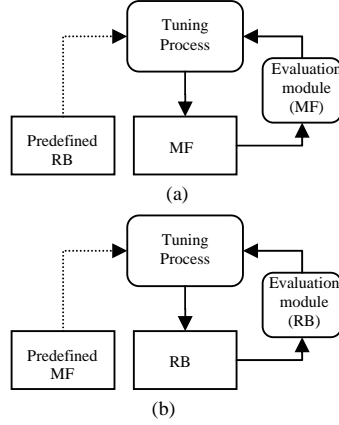 Tuning
Process
Evaluation
module
(MF)
Predefined
RB
MF
(a)
Tuning
Process
Evaluation
module
(RB)
Predefined
MF
RB
(b)